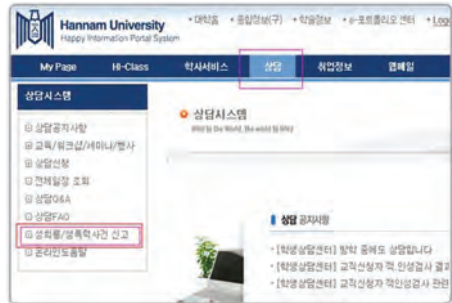 Hannam University
Happy Information Portal System
• 대학홈 • 종합정보(구) • 학술정보 • e-포트폴리오 센터 • Log
My Page Hi-Class 학사서비스 상담 취업정보 웹메일
상담시스템
상담공지사항
교육/워크샵/세미나/행사
상담신청
전체일정 조회
상담Q&A
상담FAQ
성희롱/성폭력사건 신고
온라인도움말
상담시스템
상담 공지사항
• [학생상담센터] 방학 중에도 상담합니다
• [학생상담센터] 교직신청자 적.인성검사 결과
• [학생상담센터] 교직신청자 적인성검사 관련